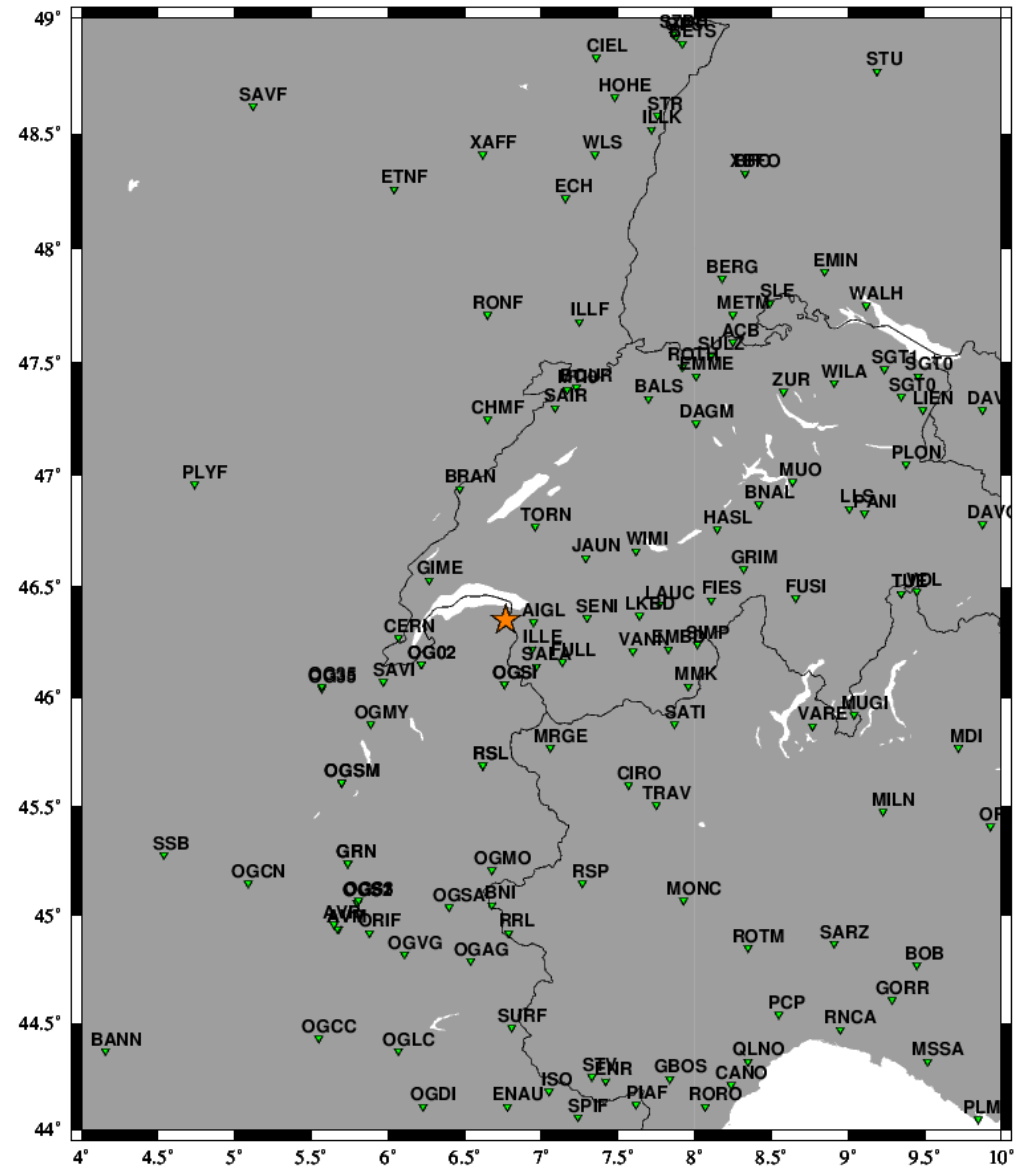 49°
CIEL
STU
SAVF
HOHE
STR
ILLK
48.5°
XAFF
WLS
ETNF
ECH
48°
BERG
EMIN
SLE
WALH
RONF
ILLF
METM
ACB
SULZ
47.5°
ROTH
EMME
SGT0
WILA
ZUR
BALS
SGT0
LIEN
DAV
SAIR
CHMF
DAGM
PLON
47°
PLYF
BRAN
MUO
BNAL
LLS
PANI
TORN
HASL
DAVO
WIMI
JAUN
GRIM
46.5°
GIME
LAUC
FIES
FUSI
AIGL
SENI
LKBD
CERN
ILLE
VANN
EMBD
SIMP
OG02
SALA
FULL
SAVI
OGSI
MMK
46°
OGMY
SATI
VARE
MUGI
MRGE
MDI
RSL
OGSM
CIRO
TRAV
45.5°
MILN
SSB
GRN
OGCN
OGMO
RSP
OGSA
BNI
MONC
45°
ORIF
RRL
OGVG
OGAG
ROTM
SARZ
BOB
GORR
PCP
RNCA
44.5°
BANN
OGCC
OGLC
SURF
QLNO
MSSA
STV
ENR
GBOS
CANO
OGDI
ENAU
ISO
SPIF
PIAF
RORO
PLM
44°
4° 4.5° 5° 5.5° 6° 6.5° 7° 7.5° 8° 8.5° 9° 9.5° 10°